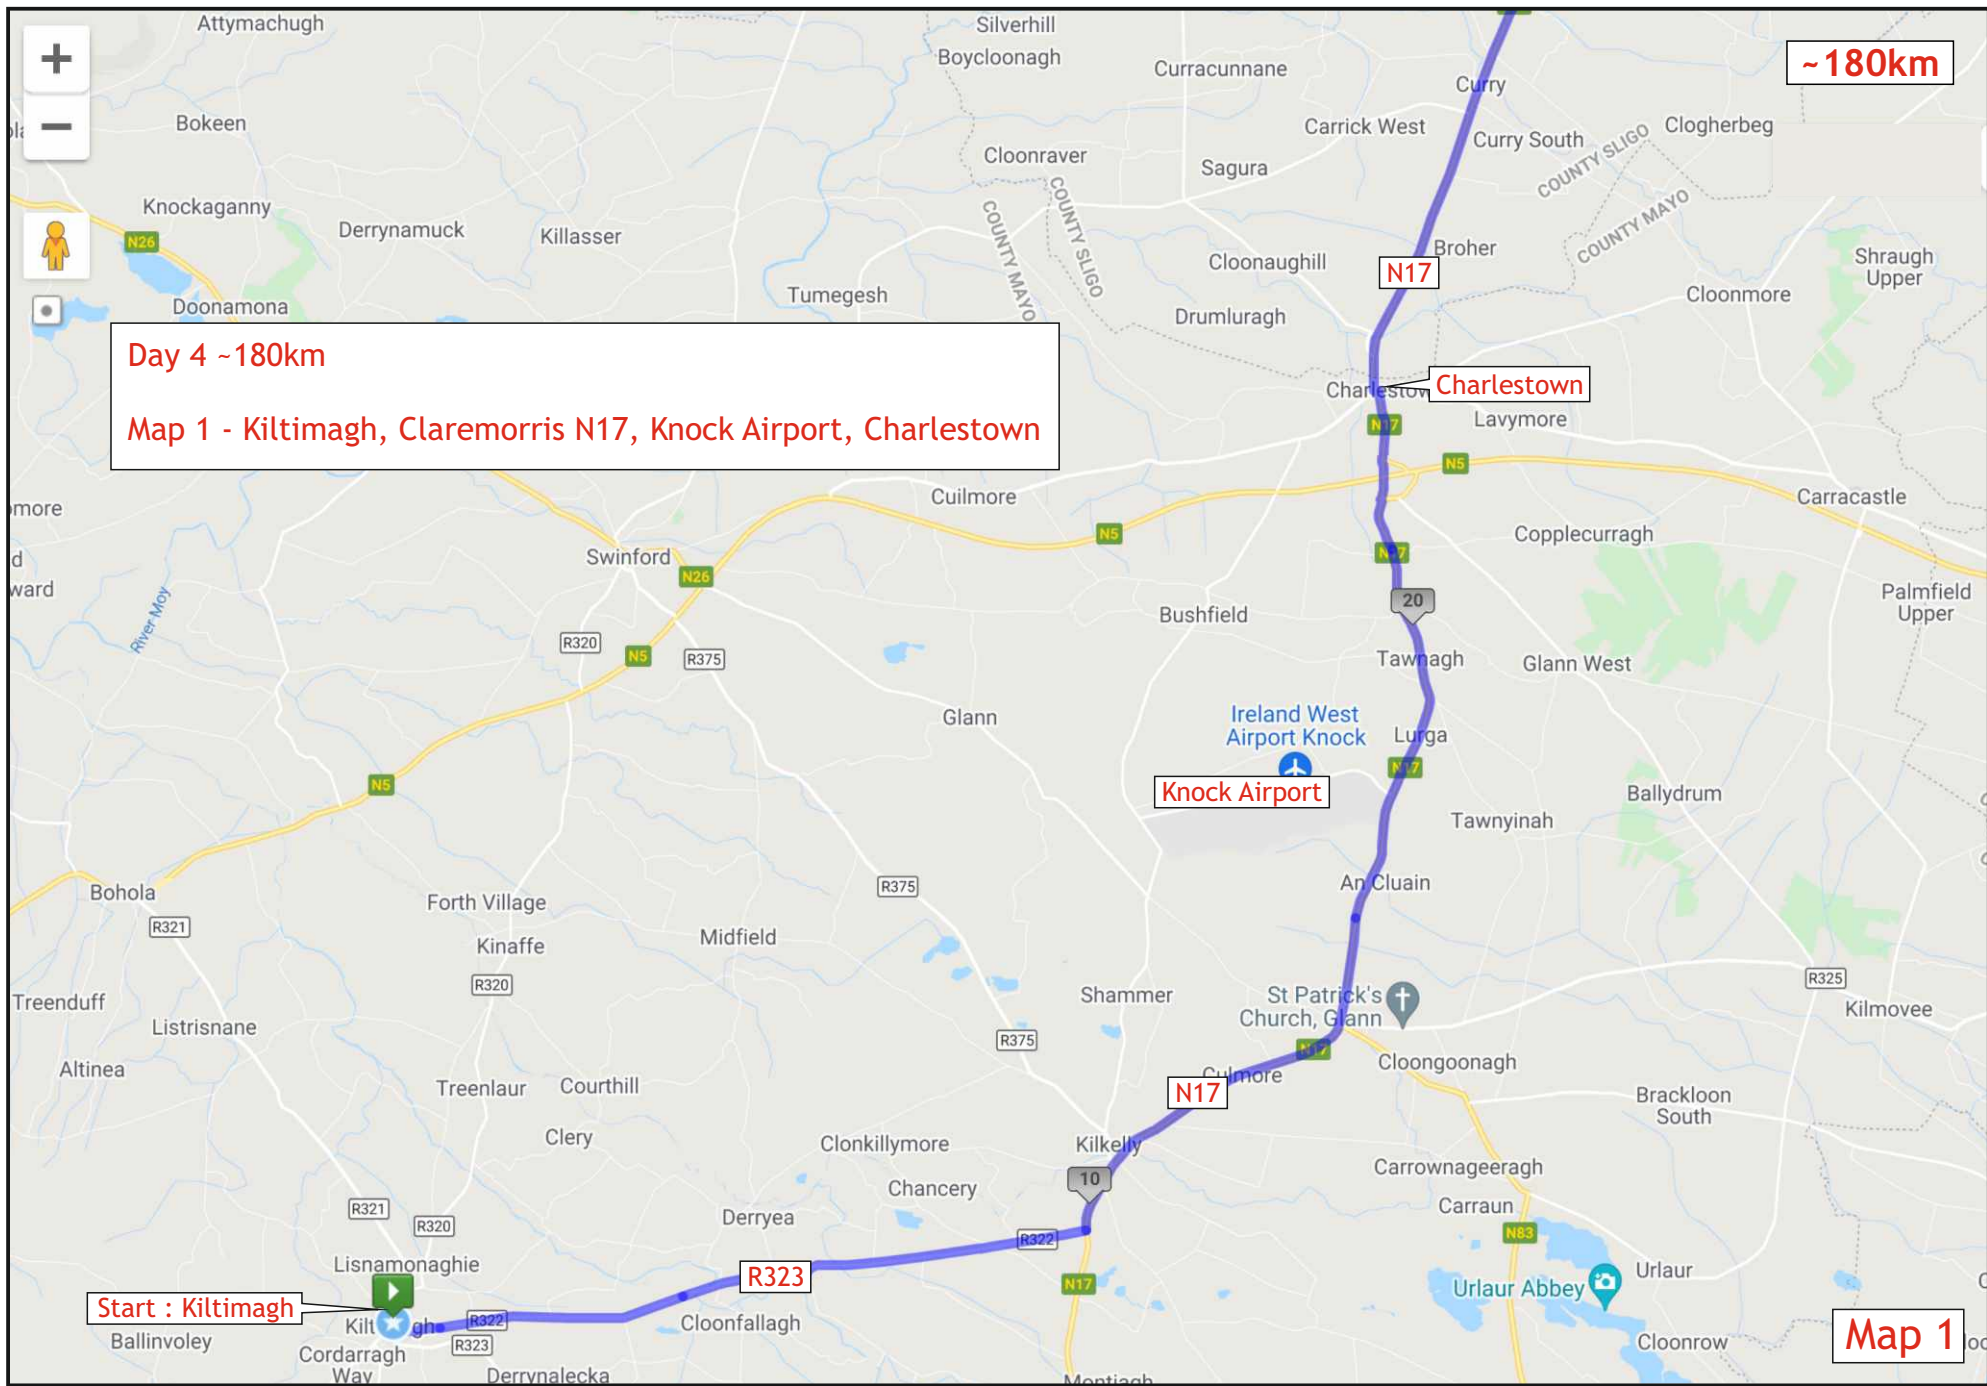 Attymachugh
Silverhill
Boycloonagh
Curracunnane
~180km
Curry
Bokeen
Carrick West
Curry South
COUNTY SLIGO
Clogherbeg
Cloonraver
Sagura
COUNTY MAYO
COUNTY SLIGO
COUNTY MAYO
Knockaganny
N26
Derrynamuck
Killasser
Broher
Cloonaughill
N17
Shraugh
Upper
Tumegesh
Cloonmore
Doonamona
Drumluragh
Day 4 ~180km
Map 1 - Kiltimagh, Claremorris N17, Knock Airport, Charlestown
Charlestow
Charlestown
N17
Lavymore
N5
Cuilmore
Carracastle
omore
N5
Copplecurragh
Swinford
N26
N17
d
ward
River Moy
20
Palmfield
Upper
Bushfield
R320
N5
R375
Tawnagh
Glann West
Glann
Ireland West
Airport Knock
Lurga
N17
N5
Knock Airport
Ballydrum
Tawnyinah
Bohola
R375
An Cluain
Forth Village
R321
Midfield
Kinaffe
R320
Treenduff
Shammer
St Patrick's
Church, Glann
R325
Kilmovee
Listrisnane
R375
N17
Altinea
Cloongoonagh
Culmore
Treenlaur
Courthill
N17
Brackloon
South
Clery
Clonkillymore
Kilkelly
Carrownageeragh
10
Chancery
R321
Derryea
Carraun
R320
R322
N83
Lisnamonaghie
R323
N17
Urlaur
Urlaur Abbey
Start : Kiltimagh
Kilt gh
R322
Cloonfallagh
Ballinvoley
R323
Cloonrow
Map 1
Cordarragh
Way
Derrynalecka
Montiagh